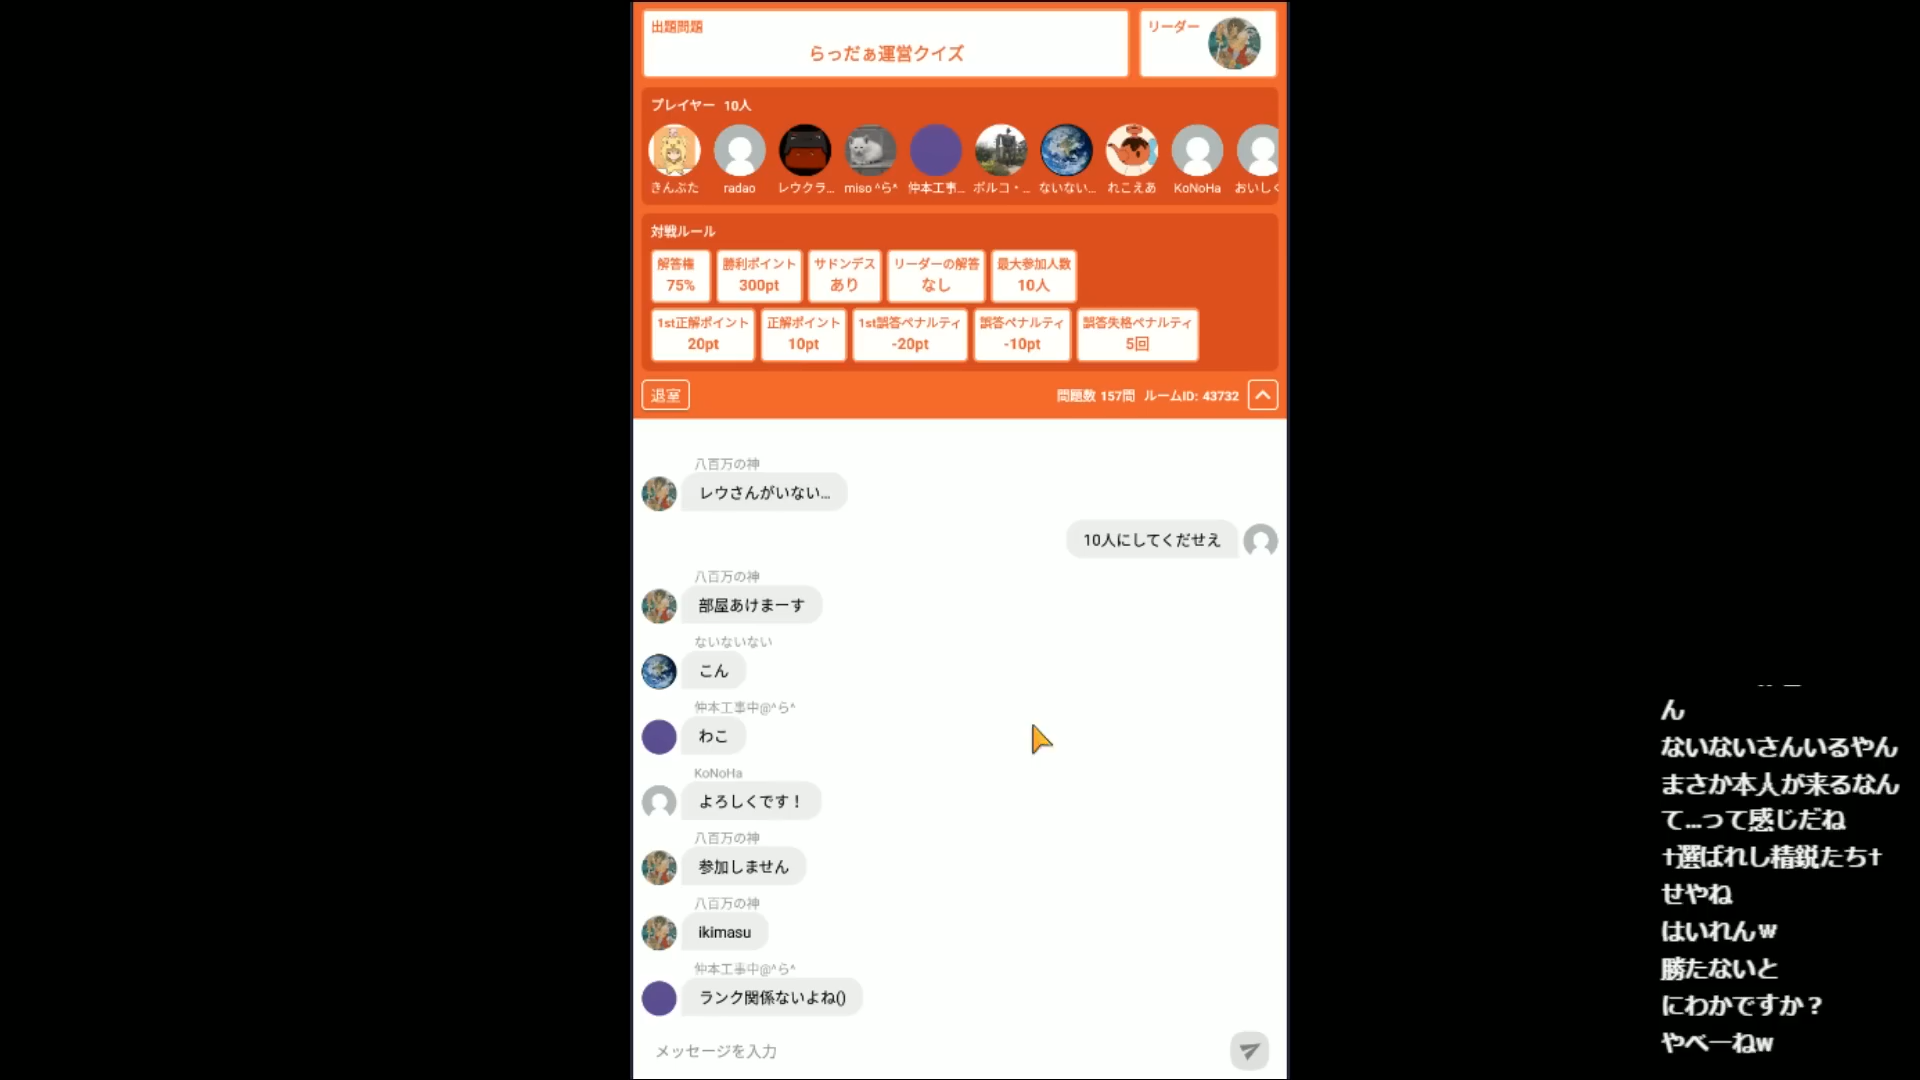 出題問題
らっだぁ運営クイズ
リーダー
プレイヤー 10人
きんぶた
radao
レウクラ...
miso ^ら^
仲本工事...
ポルコ・...
ないない...
れこえあ
KoNoHa
おいしく
対戦ルール
解答権
75%
勝利ポイント
300pt
サドンデス
あり
リーダーの解答
なし
最大参加人数
10人
1st正解ポイント
20pt
正解ポイント
10pt
1st誤答ペナルティ
-20pt
誤答ペナルティ
-10pt
誤答失格ペナルティ
5回
退室
問題数 157問 ルームID: 43732
八百万の神
レウさんがいない...
10人にしてくだせえ
八百万の神
部屋あけまーす
ないないない
こん
仲本工事中@^ら^
わこ
KoNoHa
よろしくです！
八百万の神
参加しません
八百万の神
ikimasu
仲本工事中@^ら^
ランク関係ないよね()
メッセージを入力
ん
ないないさんいるやん
まさか本人が来るなん
て...って感じだね
†選ばれし精鋭たち†
せやね
はいれんｗ
勝たないと
にわかですか？
やべーねw